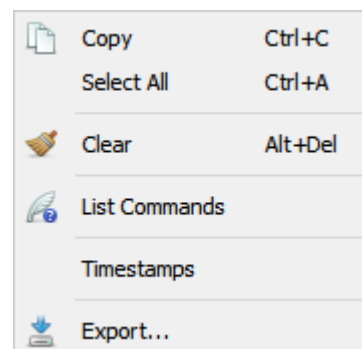 Copy Ctrl+C
Select All Ctrl+A
Clear Alt+Del
List Commands
Timestamps
Export...